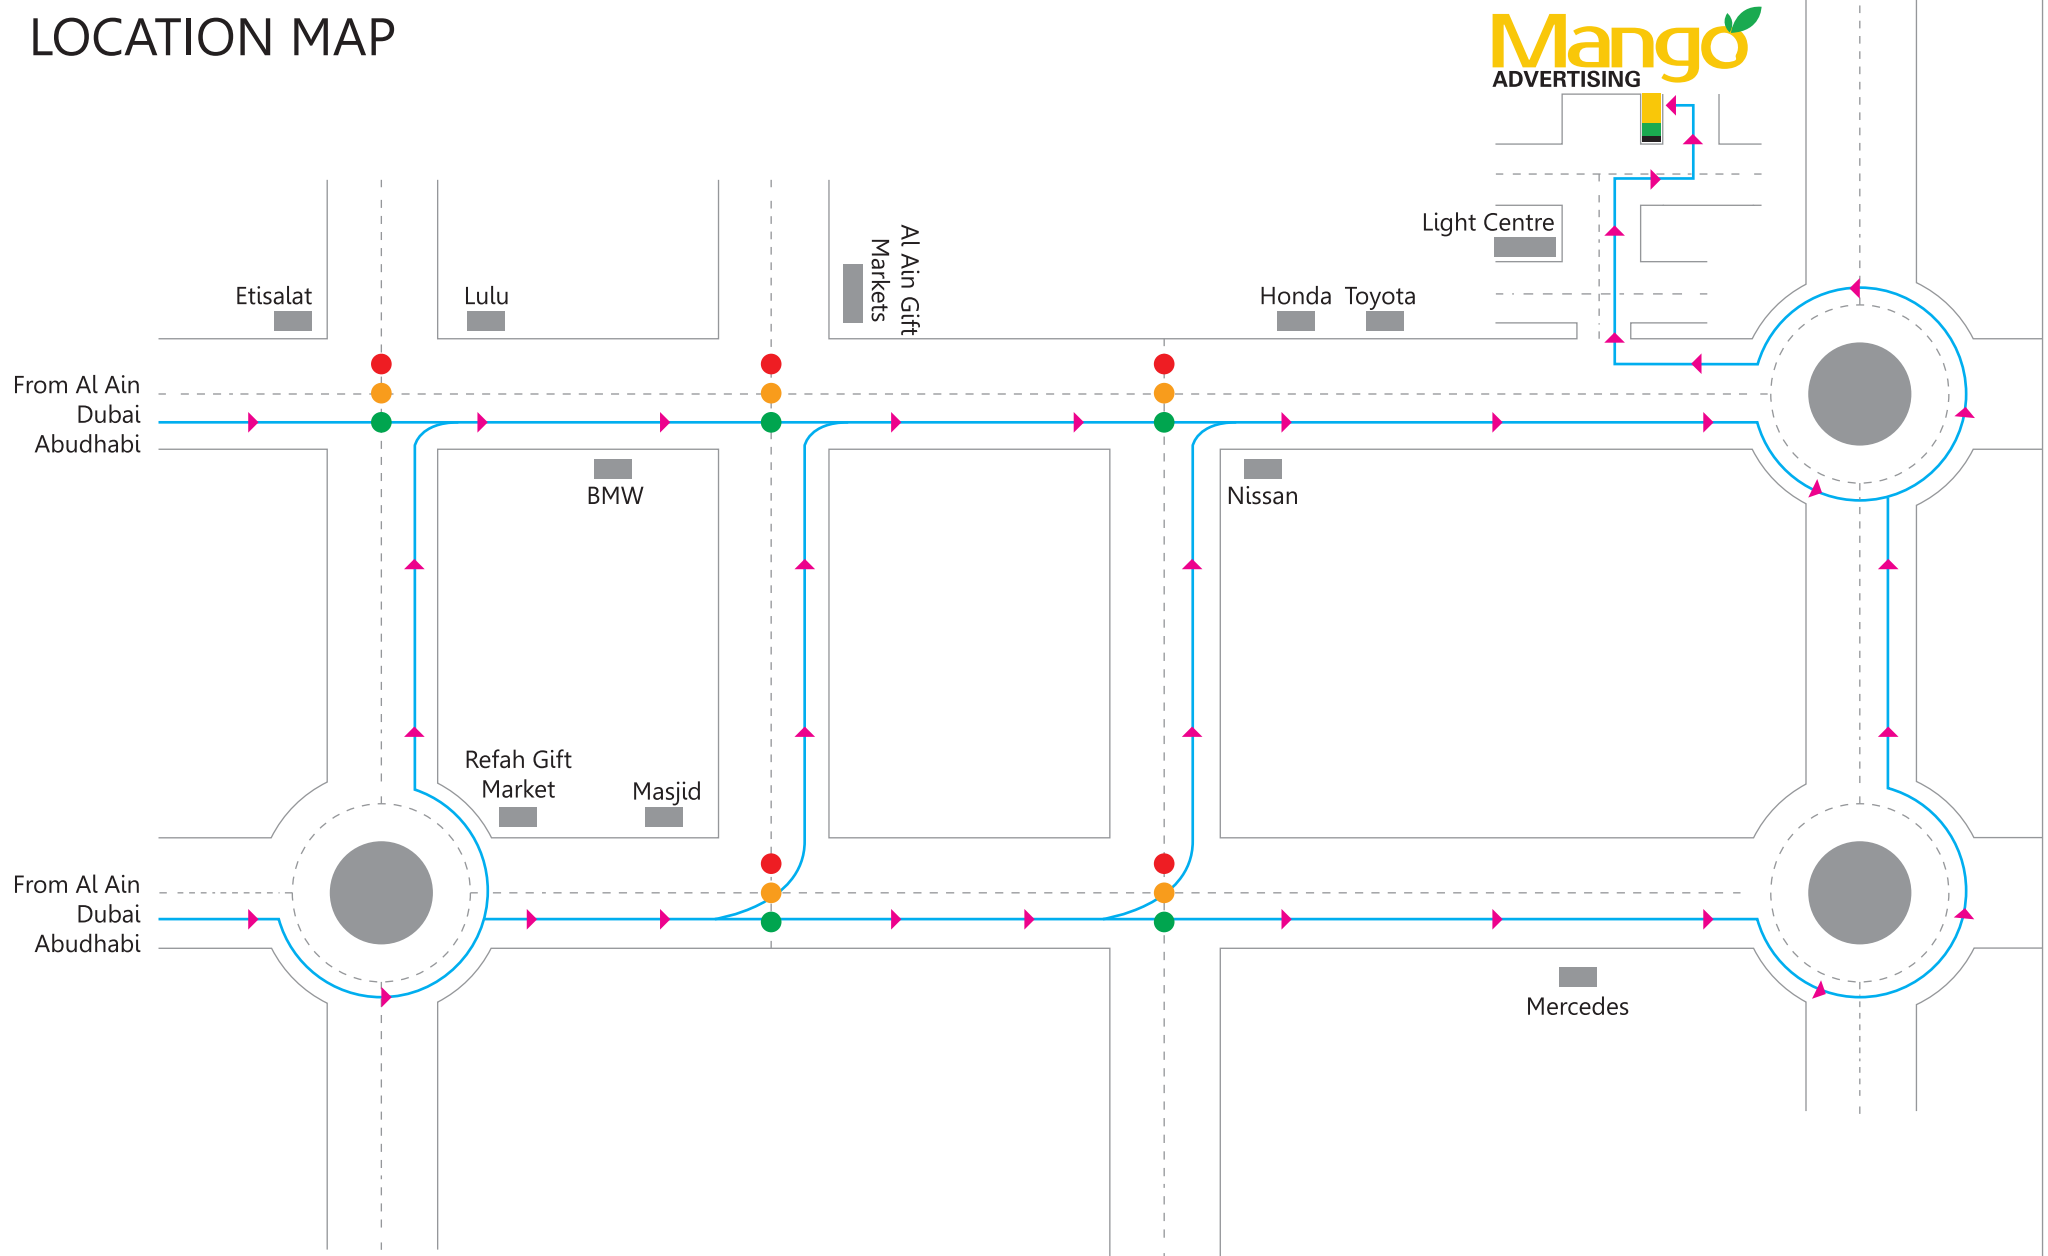 LOCATION MAP
Mango
ADVERTISING
Light Centre
Al Ain Gift
Markets
Etisalat
Lulu
Honda
Toyota
From Al Ain
Dubai
Abudhabi
BMW
Nissan
Refah Gift
Market
Masjid
From Al Ain
Dubai
Abudhabi
Mercedes